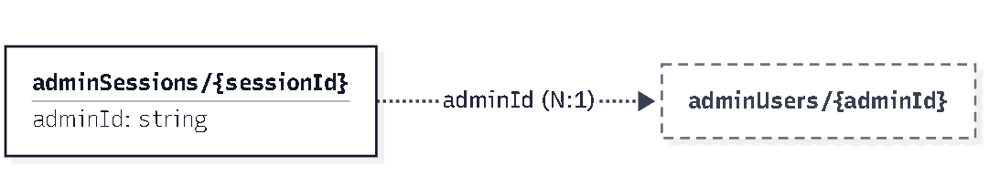 adminSessions/{sessionId}
adminId: string
adminId (N:1)
adminUsers/{adminId}